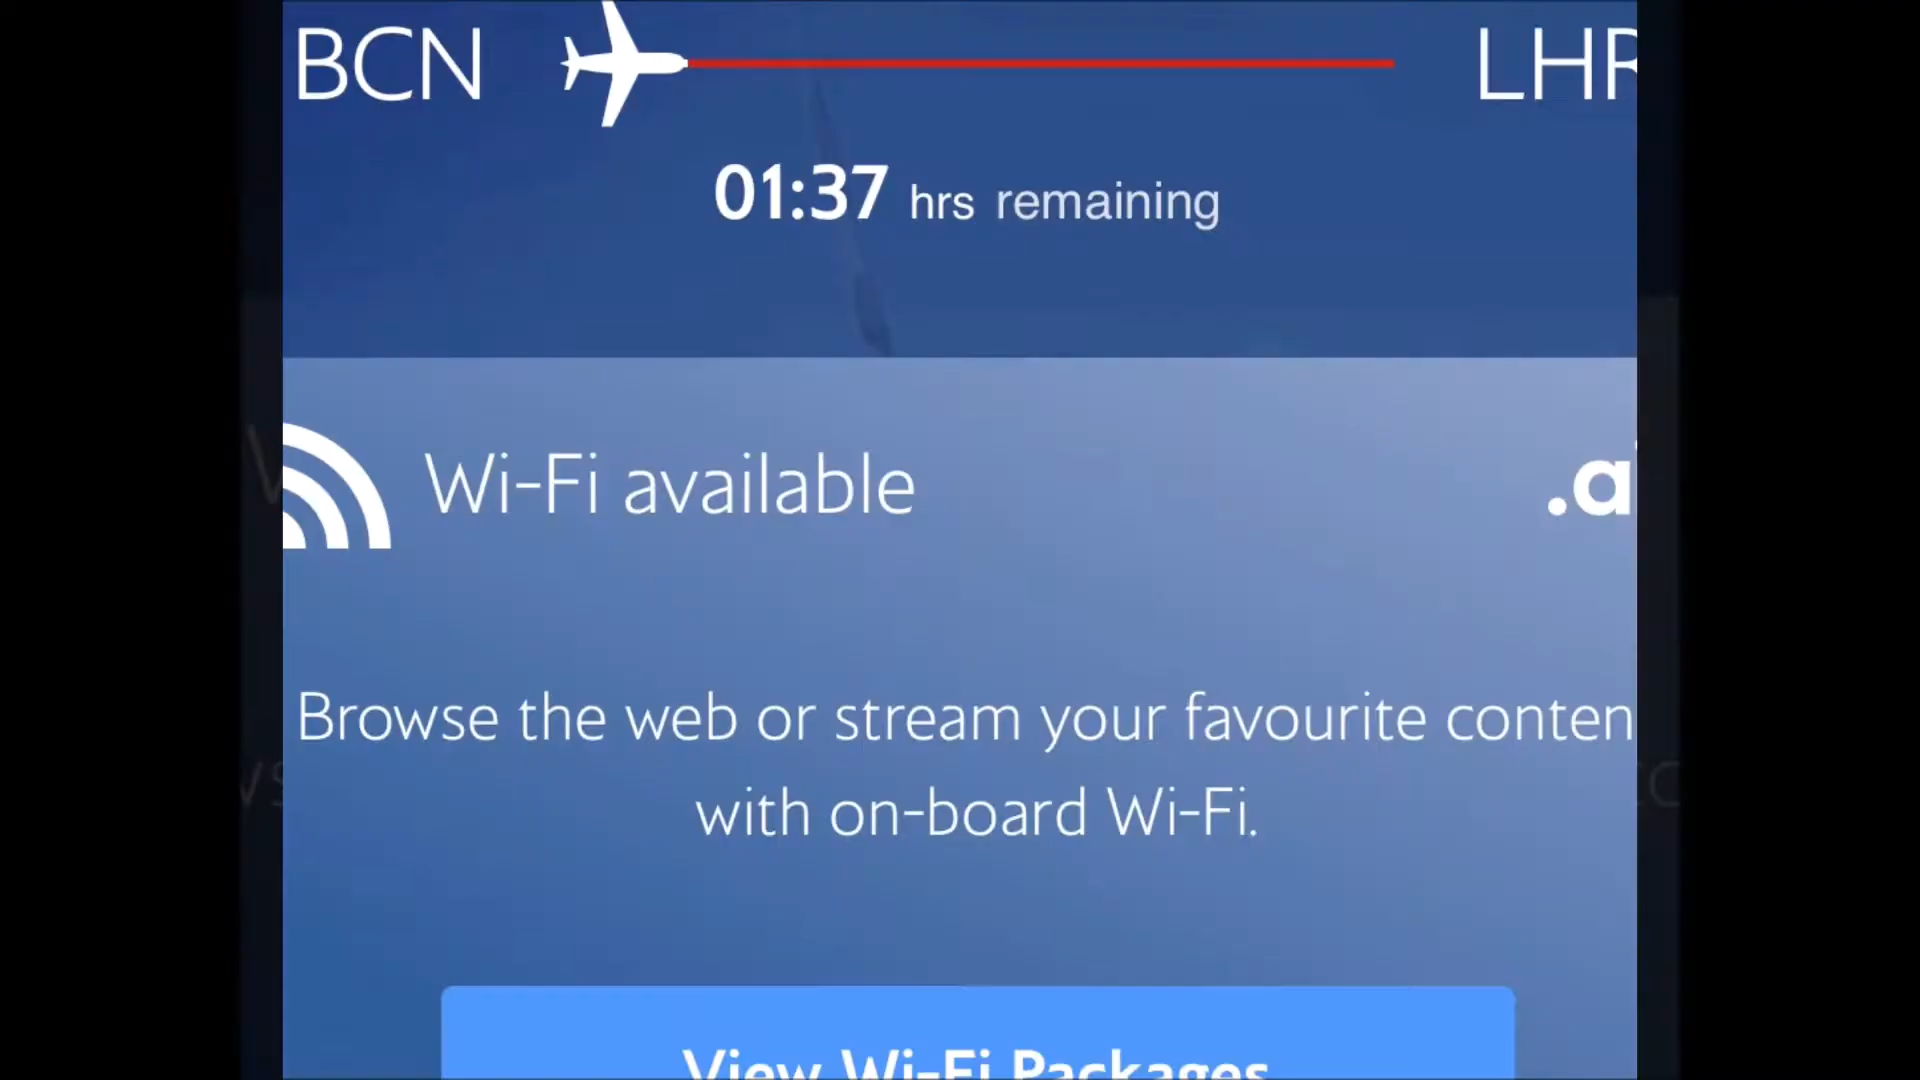 BCN LHR
01:37 hrs remaining
Wi-Fi available .a
Browse the web or stream your favourite conten
with on-board Wi-Fi.
View Wi-Fi Packages